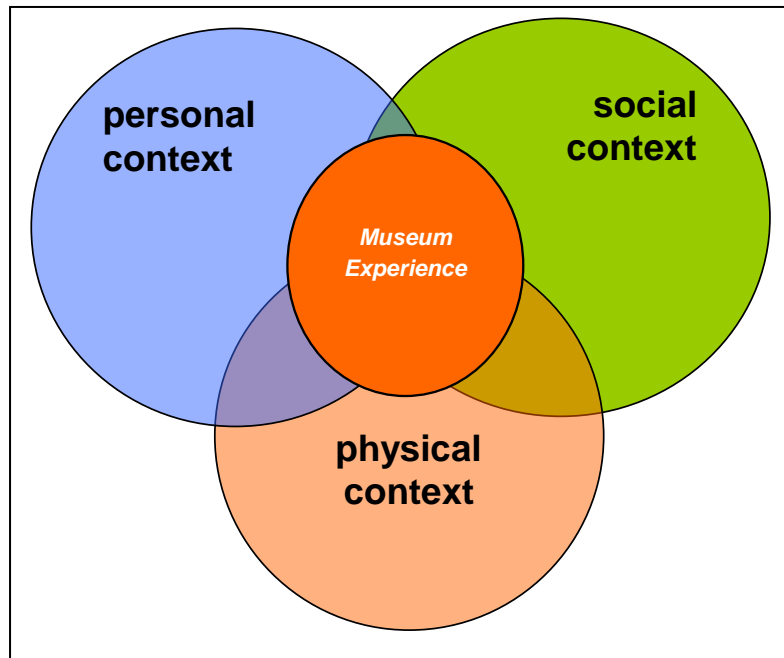 personal
context
social
context
Museum
Experience
physical
context